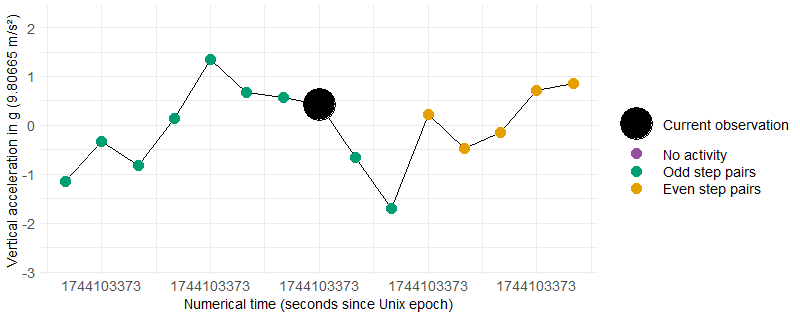 Vertical acceleration in g (9.80665 m/s²)
2
1
0
-1
-2
-3
1744103373 1744103373 1744103373 1744103373 1744103373
Numerical time (seconds since Unix epoch)
Current observation
No activity
Odd step pairs
Even step pairs